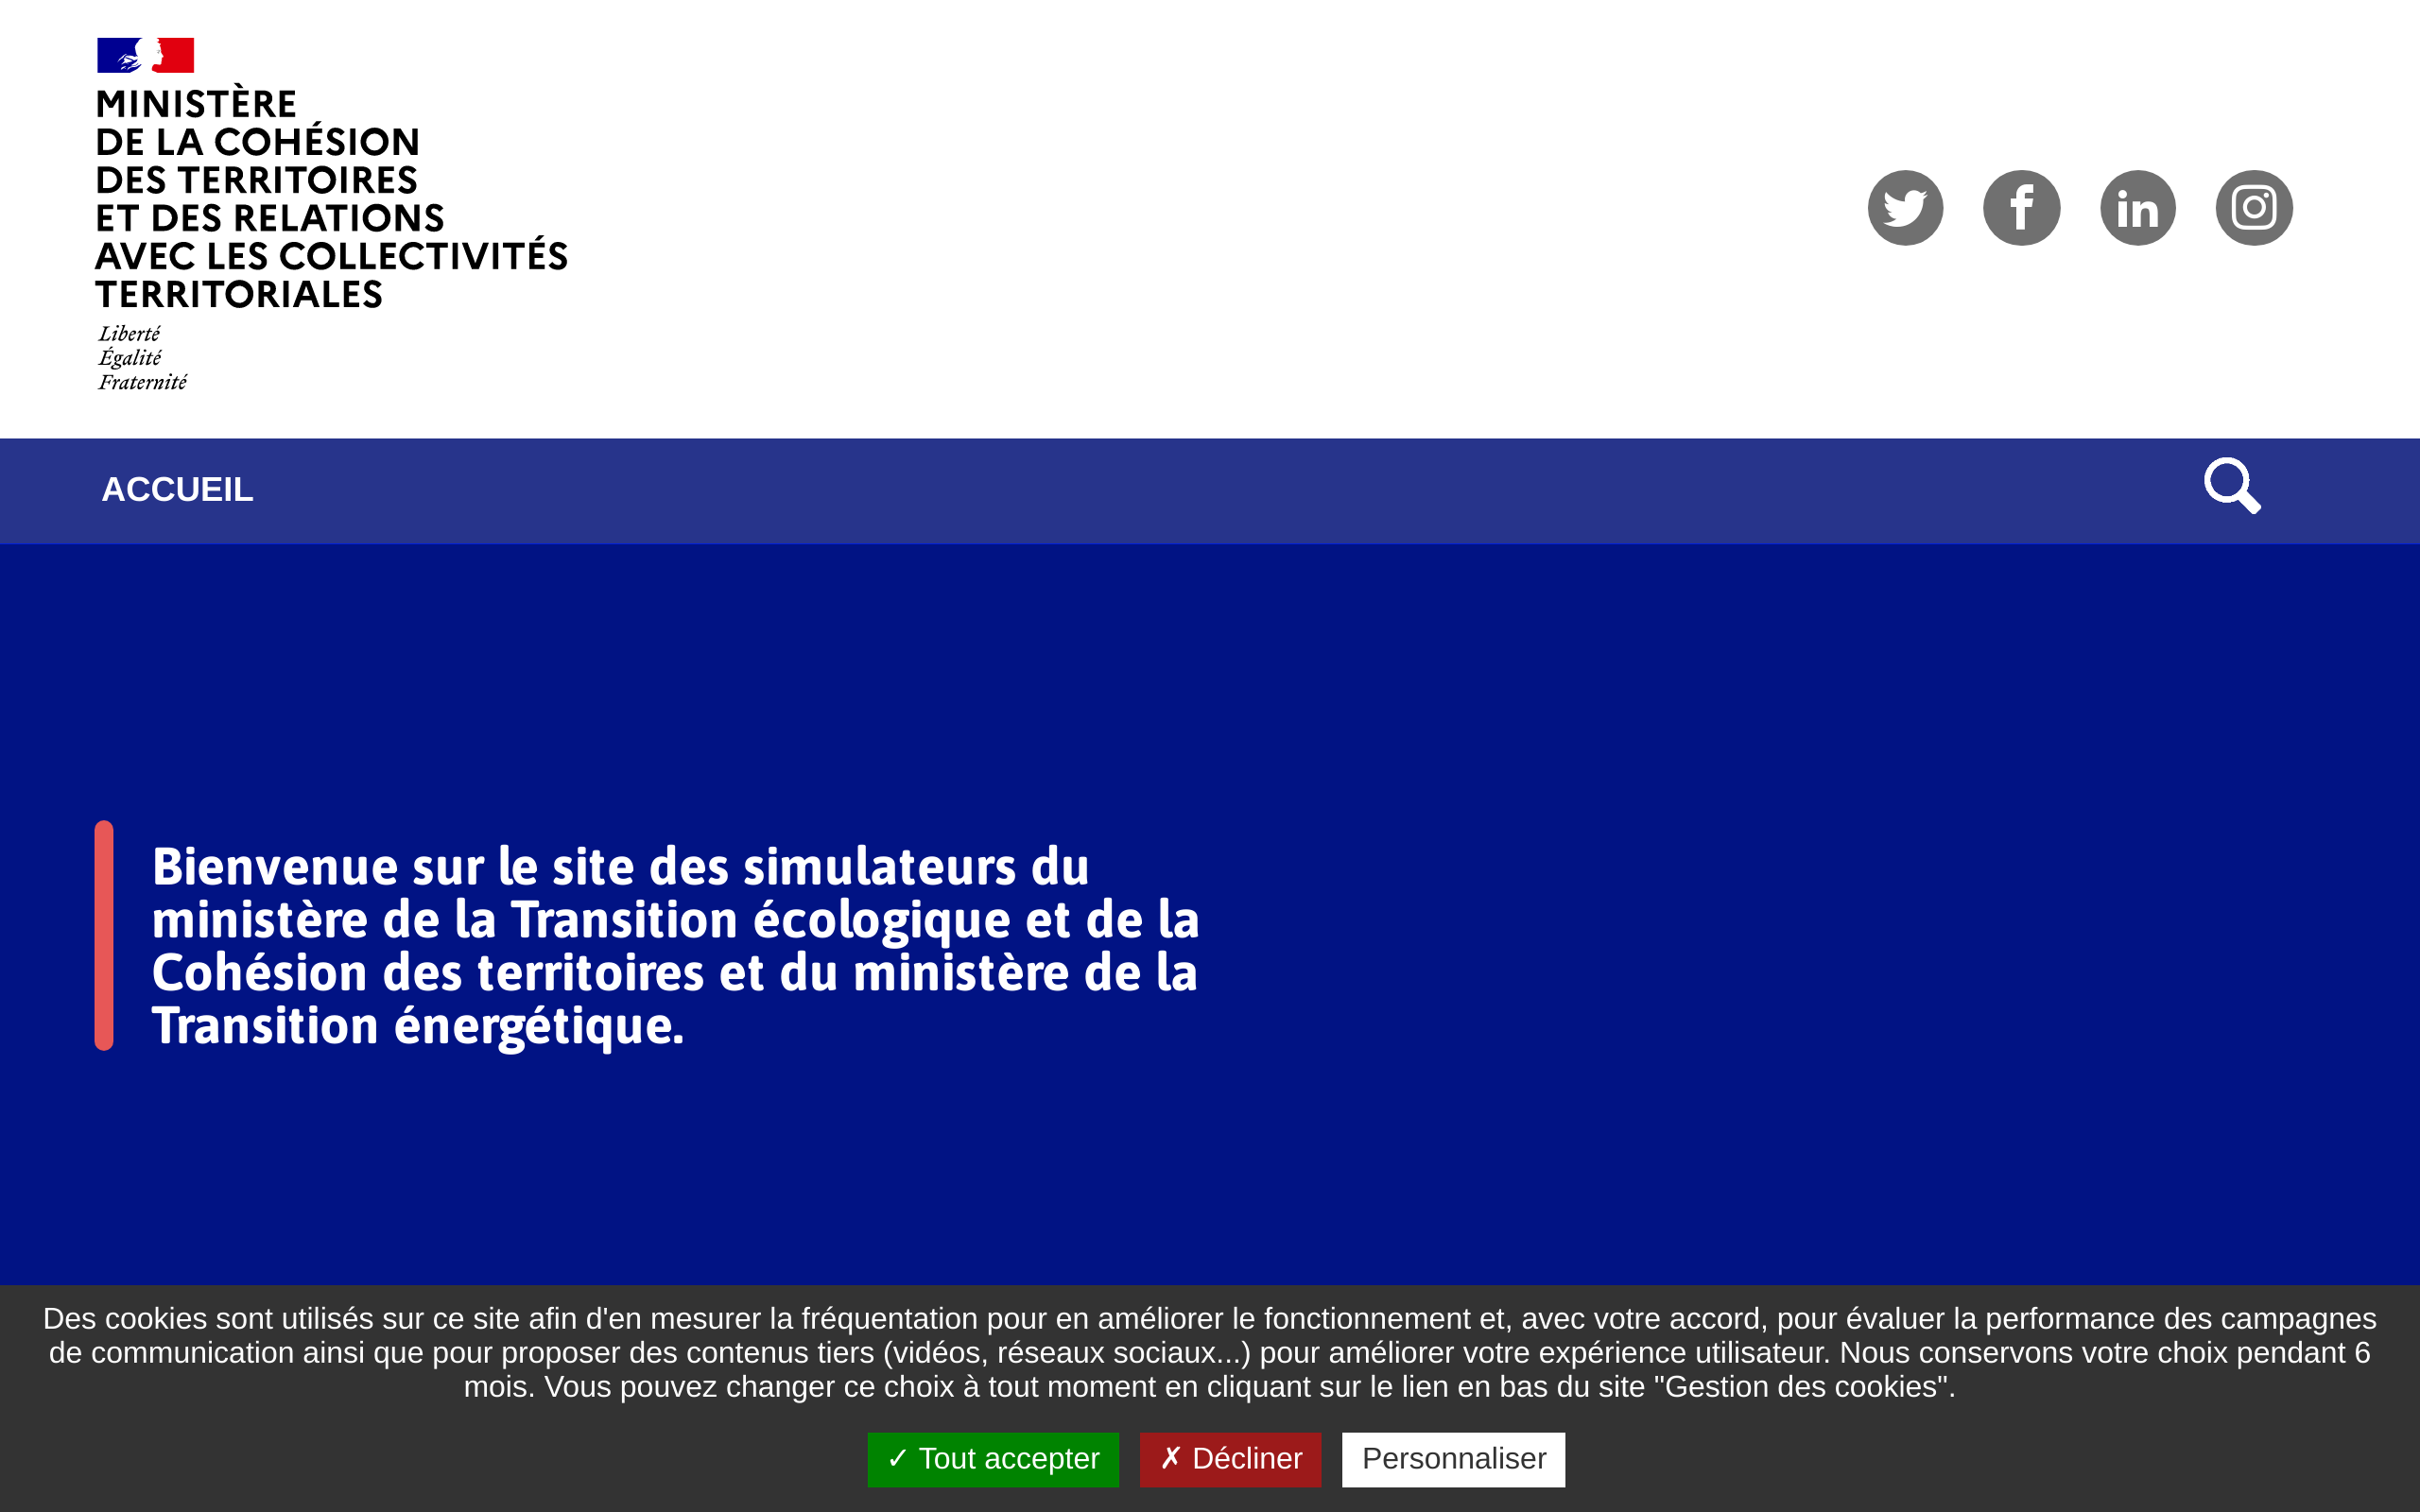 MINISTÈRE
DE LA COHÉSION
DES TERRITOIRES
ET DES RELATIONS
AVEC LES COLLECTIVITÉS
TERRITORIALES
Liberté
Égalité
Fraternité
ACCUEIL
Bienvenue sur le site des simulateurs du
ministère de la Transition écologique et de la
Cohésion des territoires et du ministère de la
Transition énergétique.
Des cookies sont utilisés sur ce site afin d'en mesurer la fréquentation pour en améliorer le fonctionnement et, avec votre accord, pour évaluer la performance des campagnes
de communication ainsi que pour proposer des contenus tiers (vidéos, réseaux sociaux...) pour améliorer votre expérience utilisateur. Nous conservons votre choix pendant 6
mois. Vous pouvez changer ce choix à tout moment en cliquant sur le lien en bas du site "Gestion des cookies".
✓ Tout accepter ✗ Décliner Personnaliser